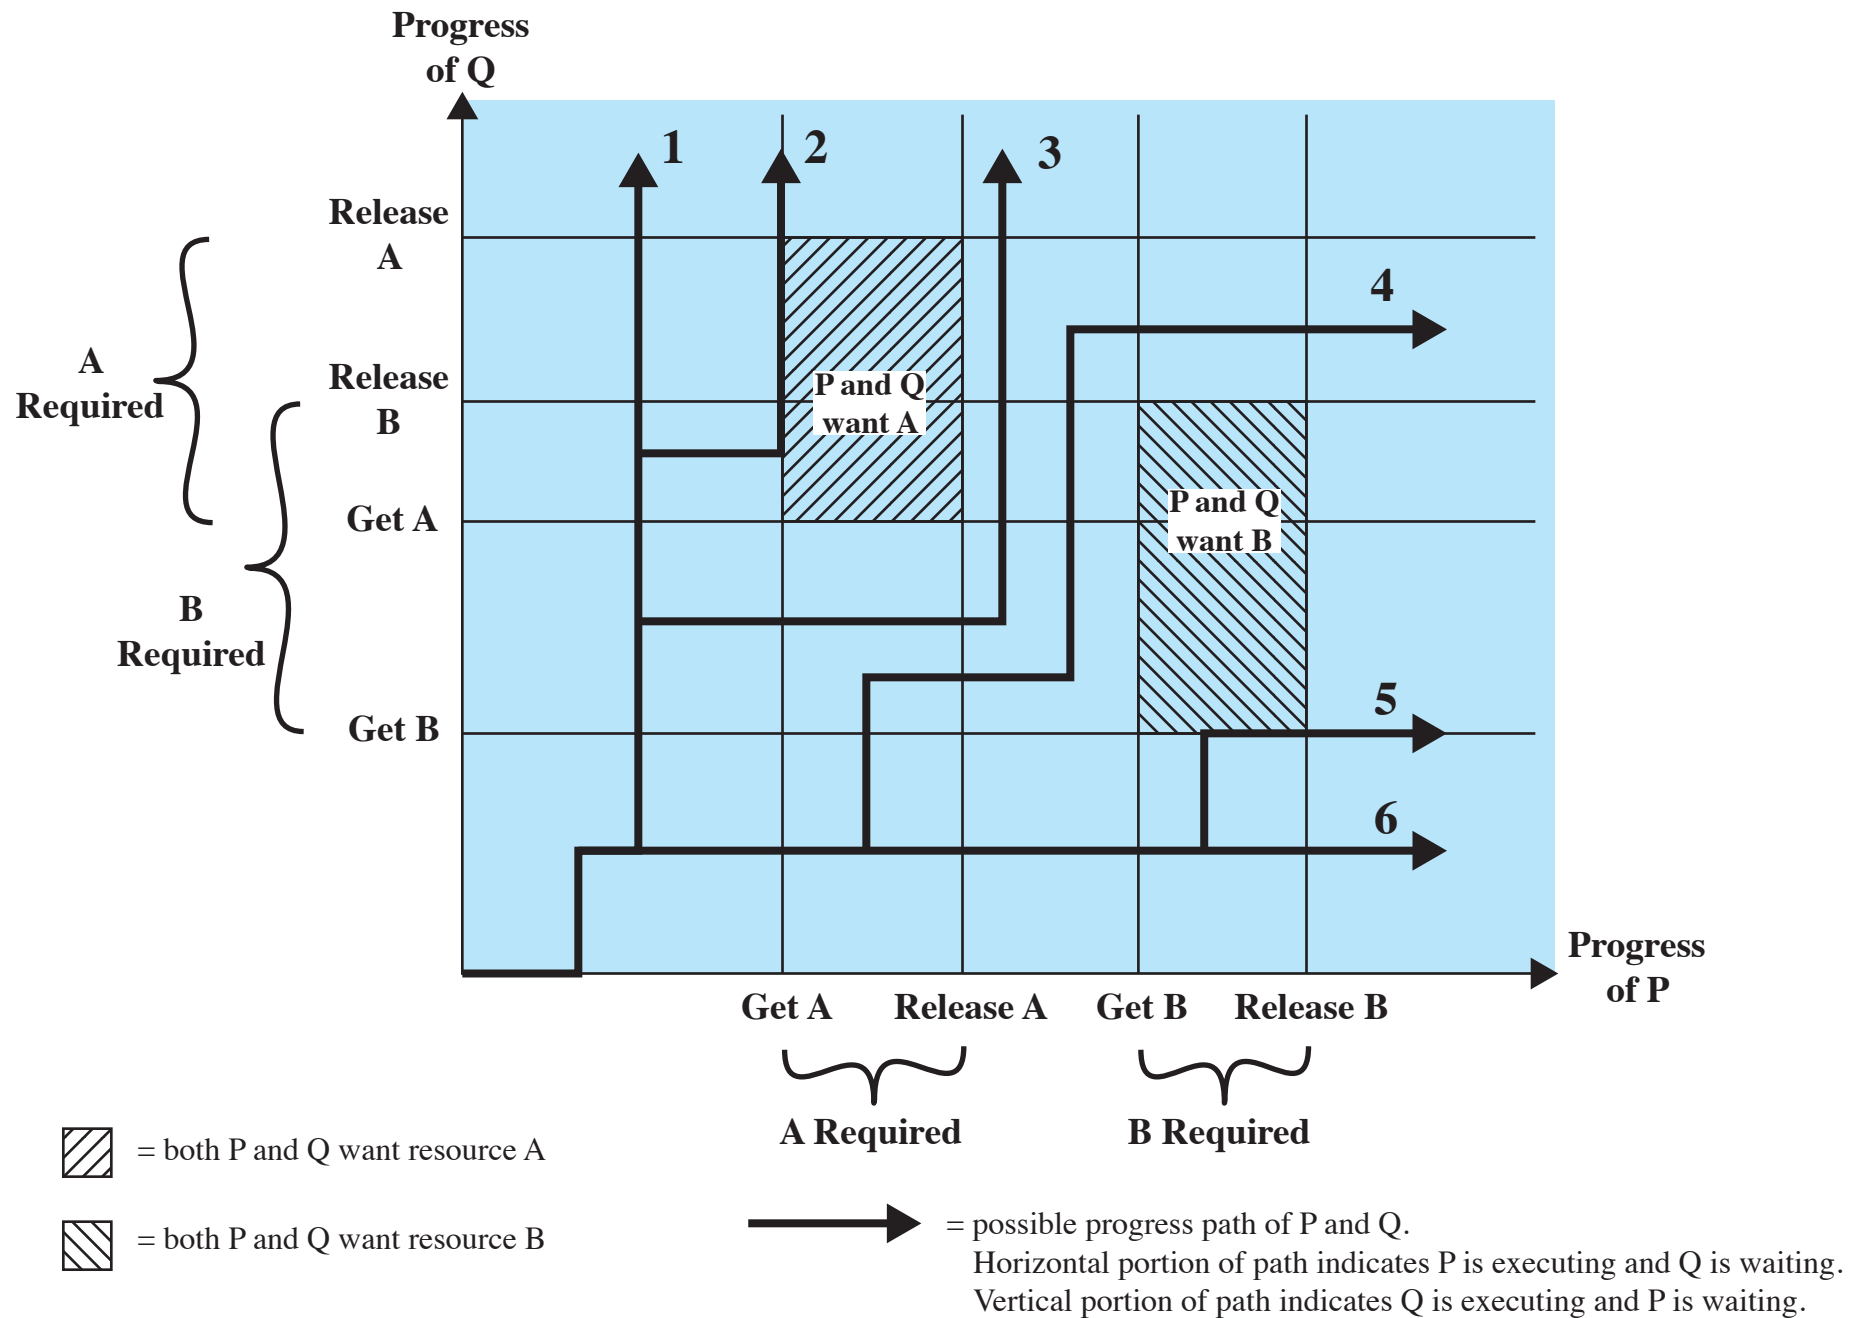 Progress
of Q
1
2
3
Release
A
4
A
Required
Release
B
P and Q
want A
Get A
P and Q
want B
B
Required
Get B
5
6
Progress
of P
Get A
Release A
Get B
Release B
A Required
B Required
= both P and Q want resource A
= both P and Q want resource B
= possible progress path of P and Q.
Horizontal portion of path indicates P is executing and Q is waiting.
Vertical portion of path indicates Q is executing and P is waiting.